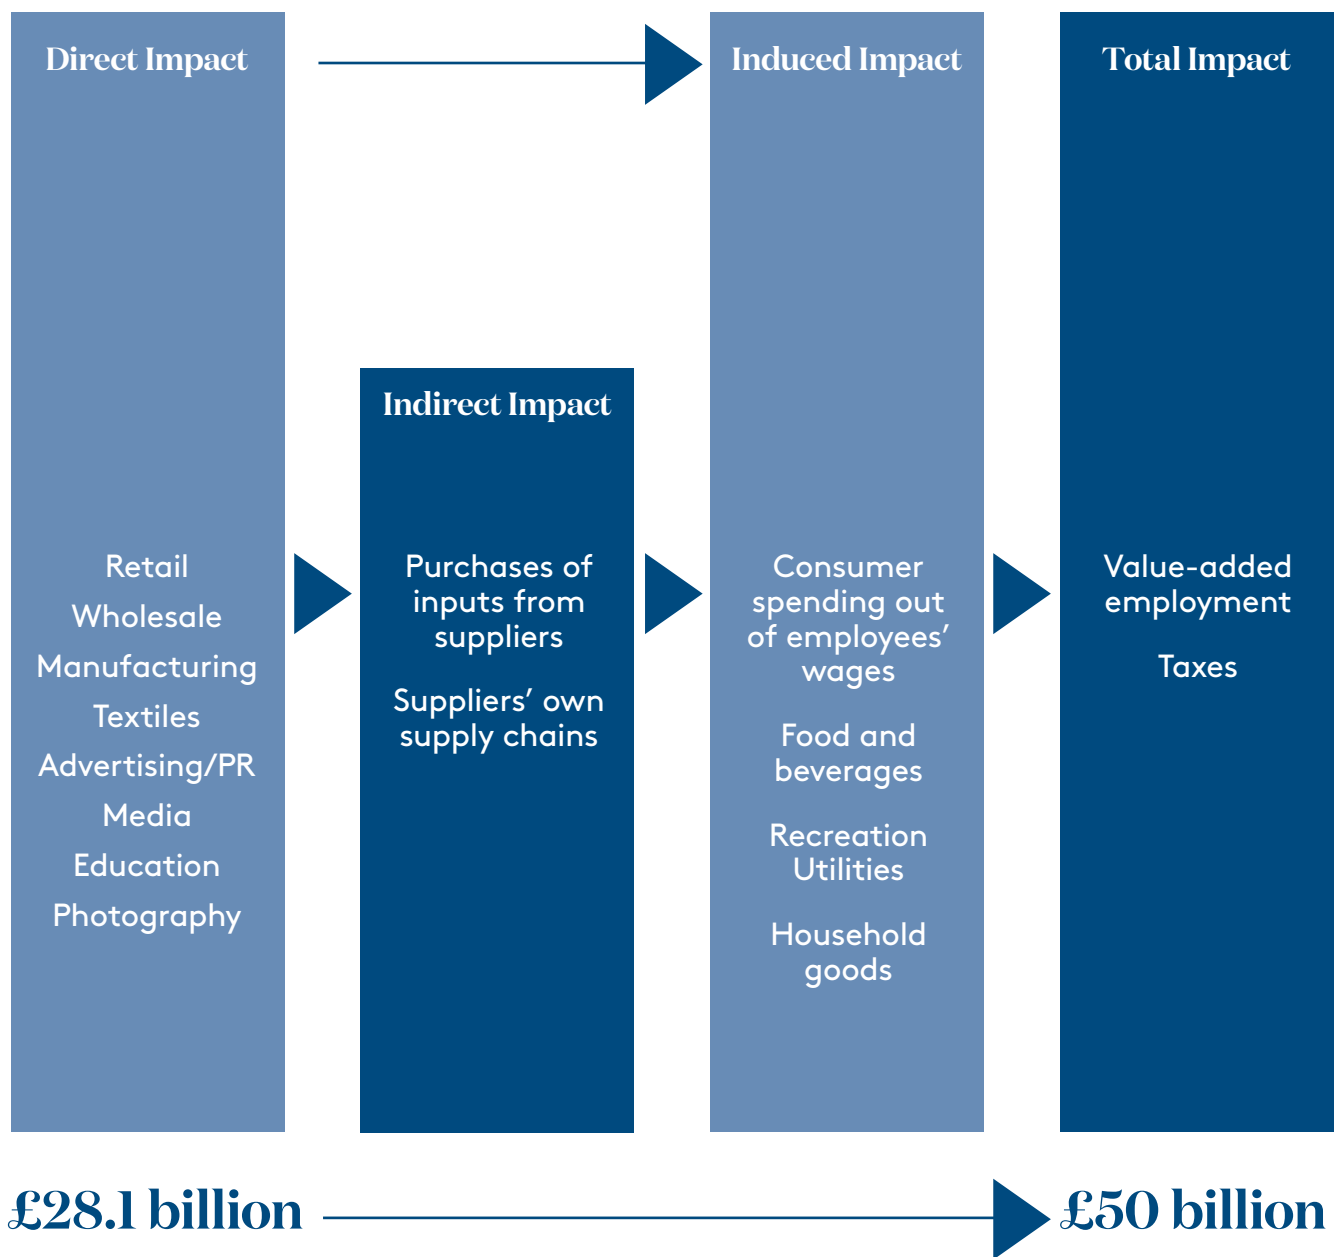 Direct Impact
Retail
Wholesale
Manufacturing
Textiles
Advertising/PR
Media
Education
Photography
Indirect Impact
Purchases of
inputs from
suppliers
Suppliers’ own
supply chains
Induced Impact
Consumer
spending out
of employees’
wages
Food and
beverages
Recreation
Utilities
Household
goods
Total Impact
Value-added
employment
Taxes
£28.1 billion
£50 billion